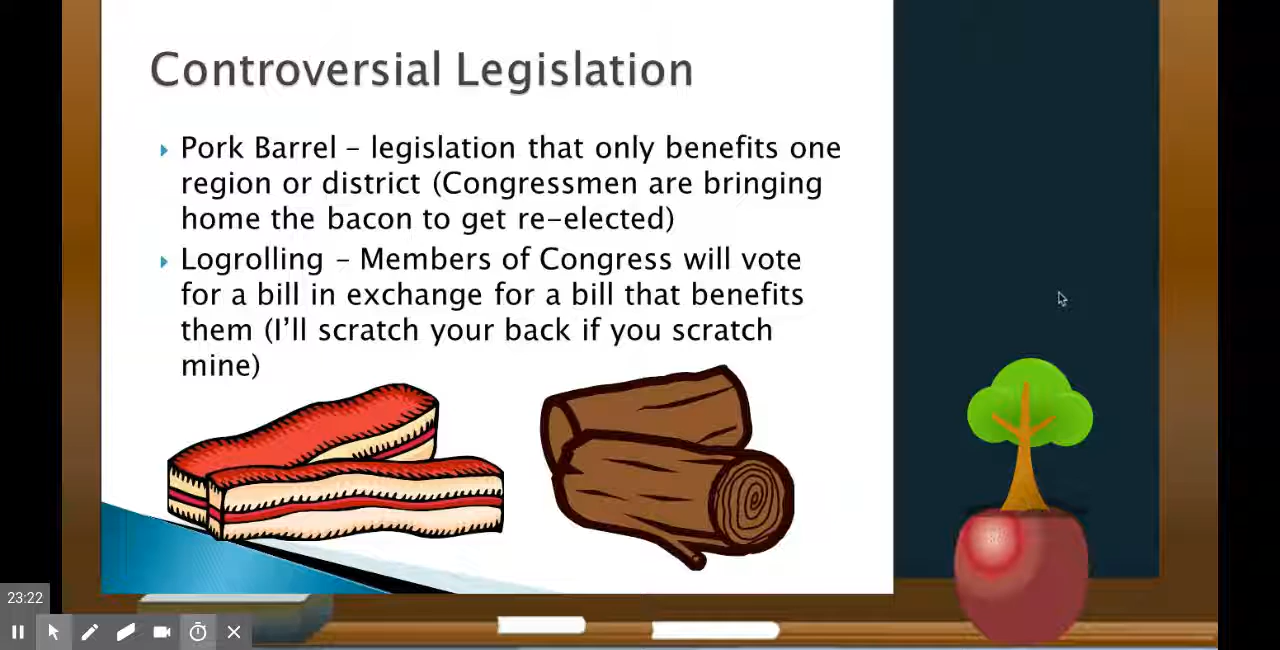 Controversial Legislation
Pork Barrel – legislation that only benefits one
region or district (Congressmen are bringing
home the bacon to get re-elected)
Logrolling – Members of Congress will vote
for a bill in exchange for a bill that benefits
them (I’ll scratch your back if you scratch
mine)
23:22